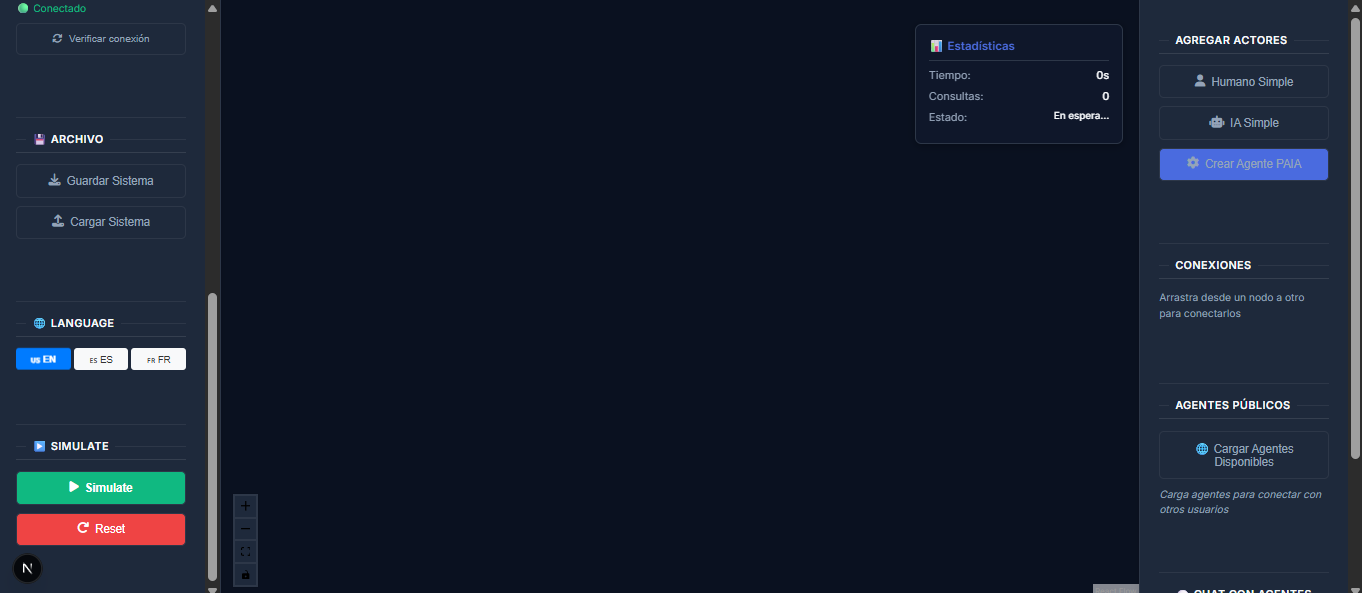 Conectado
Verificar conexión
ARCHIVO
Guardar Sistema
Cargar Sistema
LANGUAGE
US EN
ES ES
FR FR
SIMULATE
Simulate
Reset
N
Estadísticas
Tiempo: 0s
Consultas: 0
Estado: En espera...
AGREGAR ACTORES
Humano Simple
IA Simple
Crear Agente PAIA
CONEXIONES
Arrastra desde un nodo a otro
para conectarlos
AGENTES PÚBLICOS
Cargar Agentes
Disponibles
Carga agentes para conectar con
otros usuarios
CHAT CON AGENTES